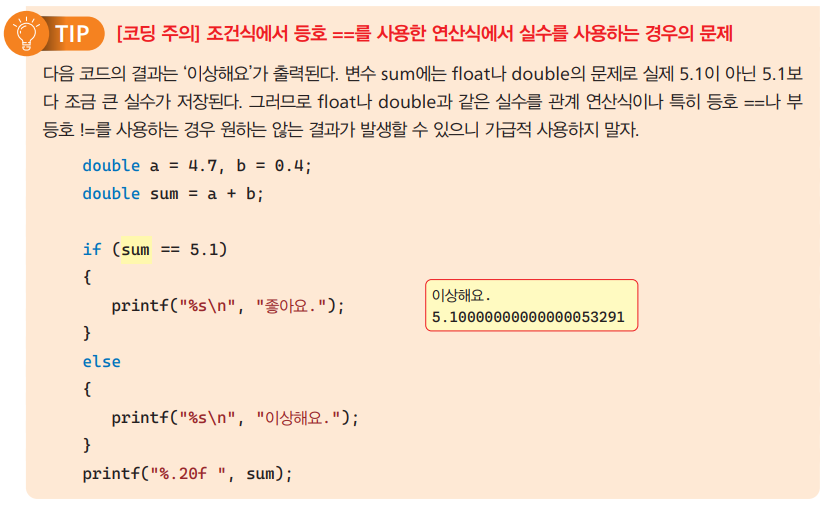 TIP [코딩 주의] 조건식에서 등호 ==를 사용한 연산식에서 실수를 사용하는 경우의 문제
다음 코드의 결과는 ‘이상해요’가 출력된다. 변수 sum에는 float나 double의 문제로 실제 5.1이 아닌 5.1보
다 조금 큰 실수가 저장된다. 그러므로 float나 double과 같은 실수를 관계 연산식이나 특히 등호 ==나 부
등호 !=를 사용하는 경우 원하는 않는 결과가 발생할 수 있으니 가급적 사용하지 말자.
double a = 4.7, b = 0.4;
double sum = a + b;
if (sum == 5.1)
{
printf("%s\n", "좋아요.");
}
else
{
printf("%s\n", "이상해요.");
}
printf("%.20f ", sum);
이상해요.
5.10000000000000053291